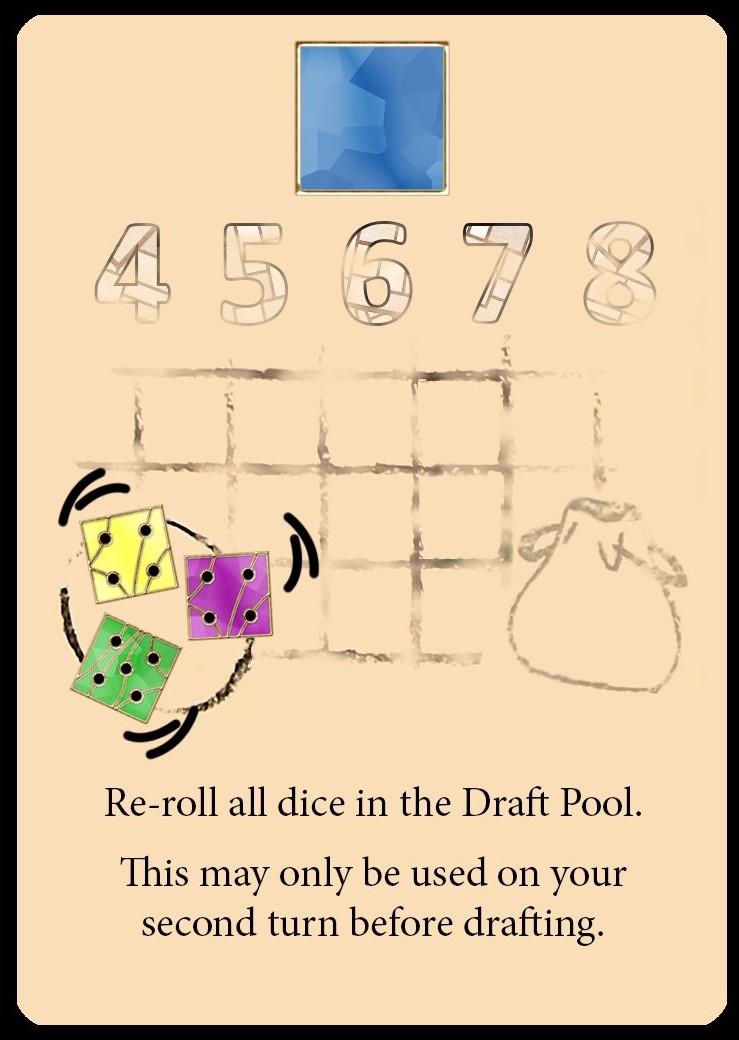 4 5 6 7 8
Re-roll all dice in the Draft Pool.
This may only be used on your
second turn before drafting.